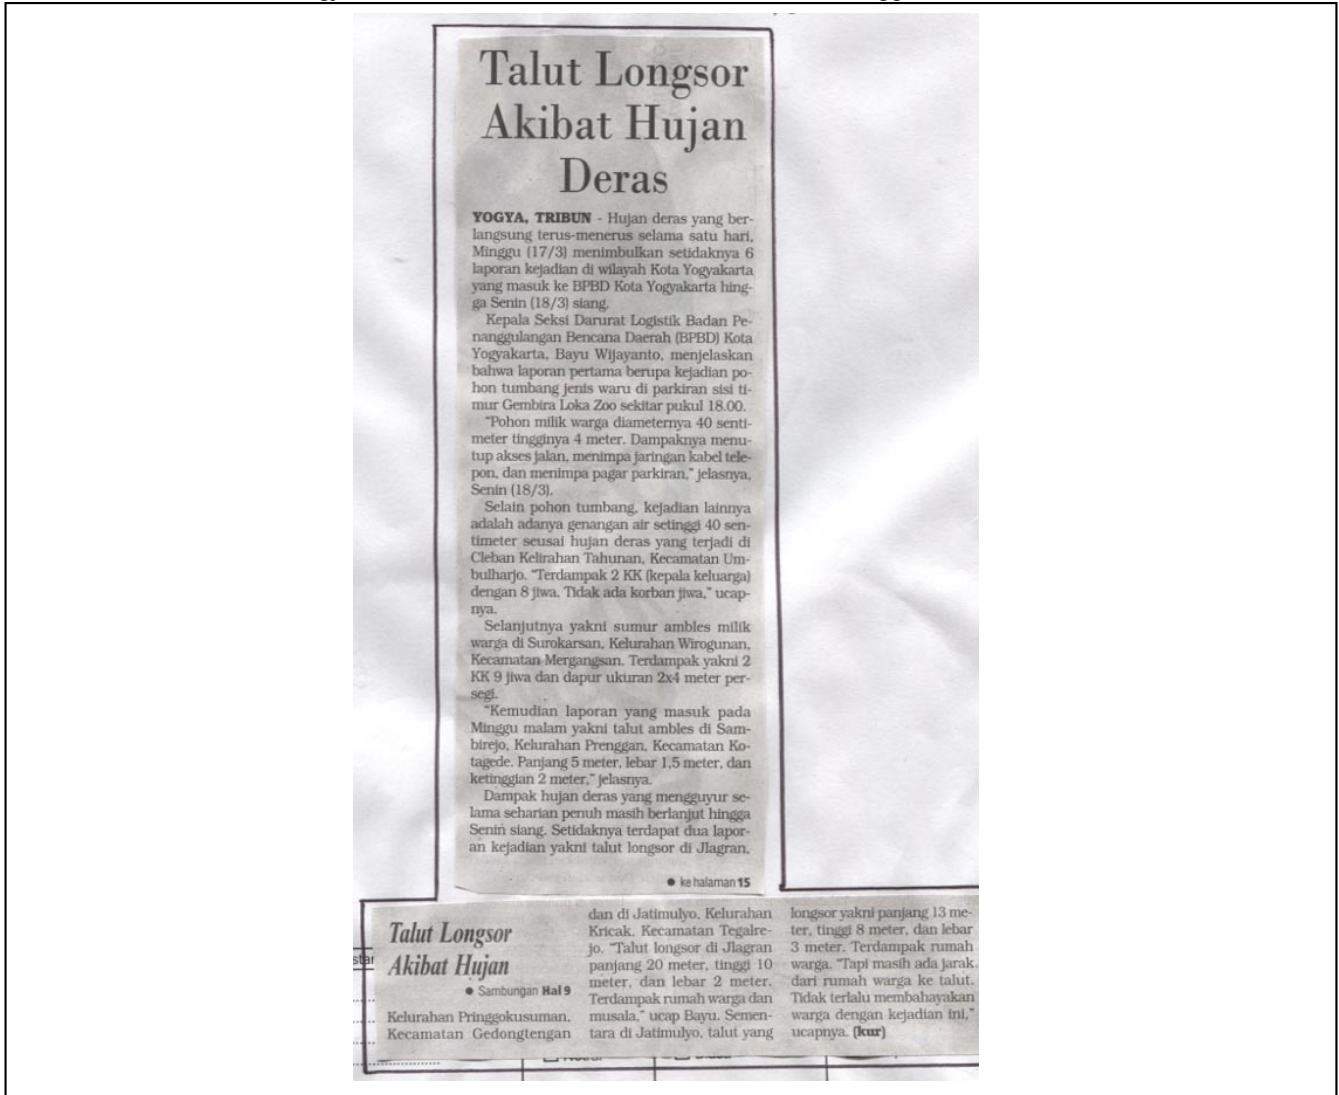 Talut Longsor
Akibat Hujan
Deras
YOGYA, TRIBUN - Hujan deras yang ber-
langsung terus-menerus selama satu hari,
Minggu (17/3) menimbulkan setidaknya 6
laporan kejadian di wilayah Kota Yogyakarta
yang masuk ke BPBD Kota Yogyakarta hing-
ga Senin (18/3) siang.
Kepala Seksi Darurat Logistik Badan Pe-
nanggulangan Bencana Daerah (BPBD) Kota
Yogyakarta, Bayu Wijayanto, menjelaskan
bahwa laporan pertama berupa kejadian po-
hon tumbang jenis waru di parkiran sisi ti-
mur Gembira Loka Zoo sekitar pukul 18.00.
"Pohon milik warga diameternya 40 senti-
meter tingginya 4 meter. Dampaknya menu-
tup akses jalan, menimpa jaringan kabel tele-
pon, dan menimpa pagar parkiran," jelasnya,
Senin (18/3).
Selain pohon tumbang, kejadian lainnya
adalah adanya genangan air setinggi 40 sen-
timeter seusai hujan deras yang terjadi di
Cleban Kelirahan Tahunan, Kecamatan Um-
bulharjo. "Terdampak 2 KK (kepala keluarga)
dengan 8 jiwa. Tidak ada korban jiwa," ucap-
nya.
Selanjutnya yakni sumur ambles milik
warga di Surokarsan, Kelurahan Wirogunan,
Kecamatan Mergangsan. Terdampak yakni 2
KK 9 jiwa dan dapur ukuran 2x4 meter per-
segi.
"Kemudian laporan yang masuk pada
Minggu malam yakni talut ambles di Sam-
birejo, Kelurahan Prenggan, Kecamatan Ko-
tagede. Panjang 5 meter, lebar 1,5 meter, dan
ketinggian 2 meter," jelasnya.
Dampak hujan deras yang mengguyur se-
lama seharian penuh masih berlanjut hingga
Senin siang. Setidaknya terdapat dua lapor-
an kejadian yakni talut longsor di Jlagran,
● ke halaman 15
Talut Longsor
Akibat Hujan
● Sambungan Hal 9
Kelurahan Pringgokusuman,
Kecamatan Gedongtengan
dan di Jatimulyo, Kelurahan
Kricak, Kecamatan Tegalre-
jo. "Talut longsor di Jlagran
panjang 20 meter, tinggi 10
meter, dan lebar 2 meter.
Terdampak rumah warga dan
musala," ucap Bayu. Semen-
tara di Jatimulyo, talut yang
longsor yakni panjang 13 me-
ter, tinggi 8 meter, dan lebar
3 meter. Terdampak rumah
warga. "Tapi masih ada jarak
dari rumah warga ke talut.
Tidak terlalu membahayakan
warga dengan kejadian ini,"
ucapnya. (kur)